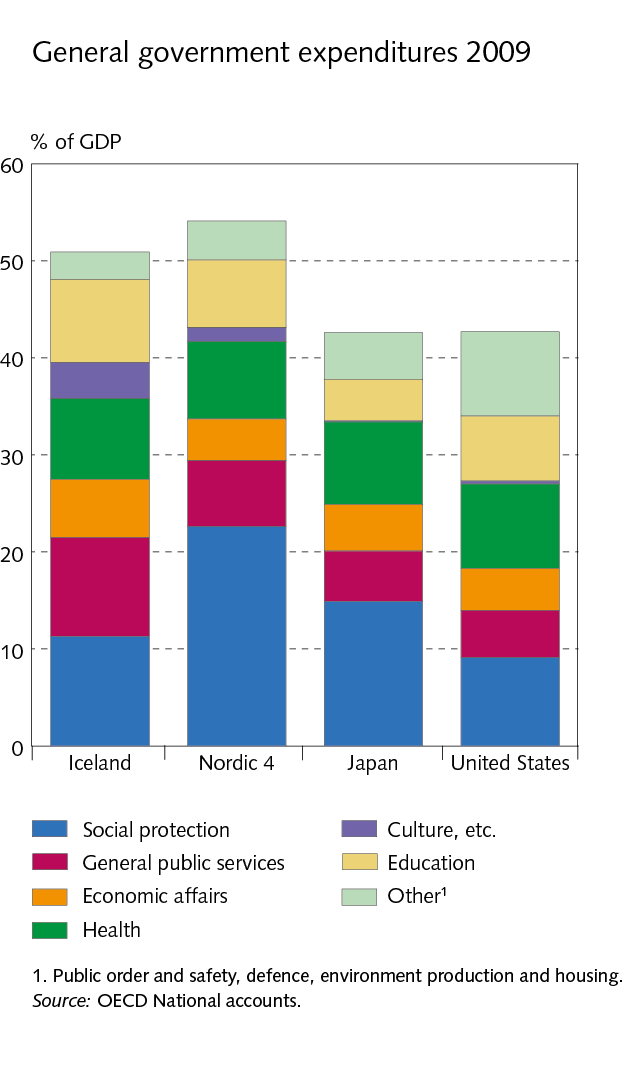 General government expenditures 2009
% of GDP
60
50
40
30
20
10
0
Iceland Nordic 4 Japan United States
Social protection
General public services
Economic affairs
Health
Culture, etc.
Education
Other¹
1. Public order and safety, defence, environment production and housing.
Source: OECD National accounts.